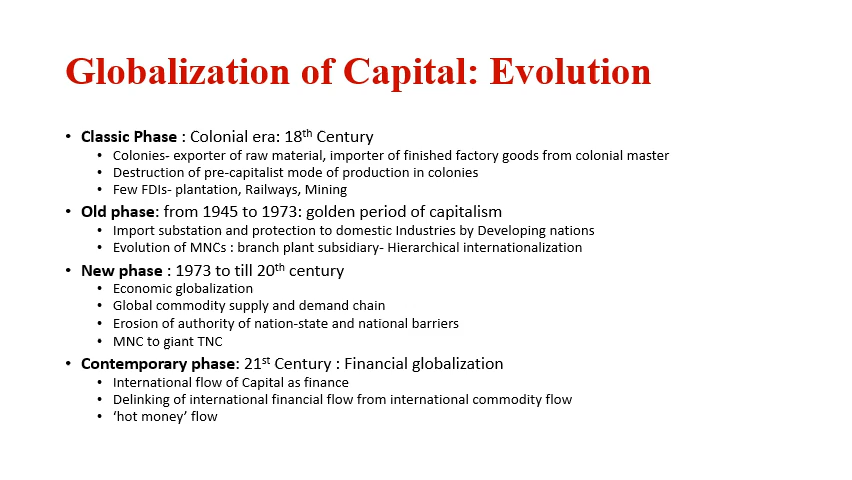 Globalization of Capital: Evolution
• Classic Phase : Colonial era: 18th Century
• Colonies- exporter of raw material, importer of finished factory goods from colonial master
• Destruction of pre-capitalist mode of production in colonies
• Few FDIs- plantation, Railways, Mining
• Old phase: from 1945 to 1973: golden period of capitalism
• Import substation and protection to domestic Industries by Developing nations
• Evolution of MNCs : branch plant subsidiary- Hierarchical internationalization
• New phase : 1973 to till 20th century
• Economic globalization
• Global commodity supply and demand chain
• Erosion of authority of nation-state and national barriers
• MNC to giant TNC
• Contemporary phase: 21st Century : Financial globalization
• International flow of Capital as finance
• Delinking of international financial flow from international commodity flow
• ‘hot money’ flow